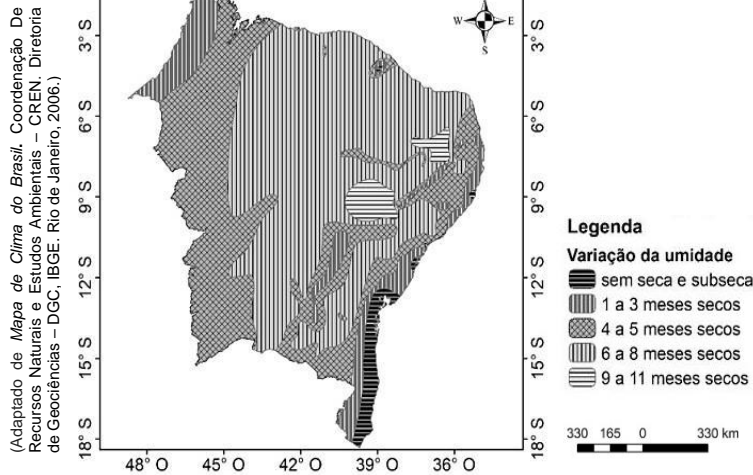 (Adaptado de Mapa de Clima do Brasil. Coordenação De
Recursos Naturais e Estudos Ambientais – CREN. Diretoria
de Geociências – DGC, IBGE. Rio de Janeiro, 2006.)
W E
S
3° S
3° S
6° S
6° S
9° S
9° S
12° S
12° S
15° S
15° S
18° S
18° S
48° O
45° O
42° O
39° O
36° O
Legenda
Variação da umidade
sem seca e subseca
1 a 3 meses secos
4 a 5 meses secos
6 a 8 meses secos
9 a 11 meses secos
330 165 0 330 km